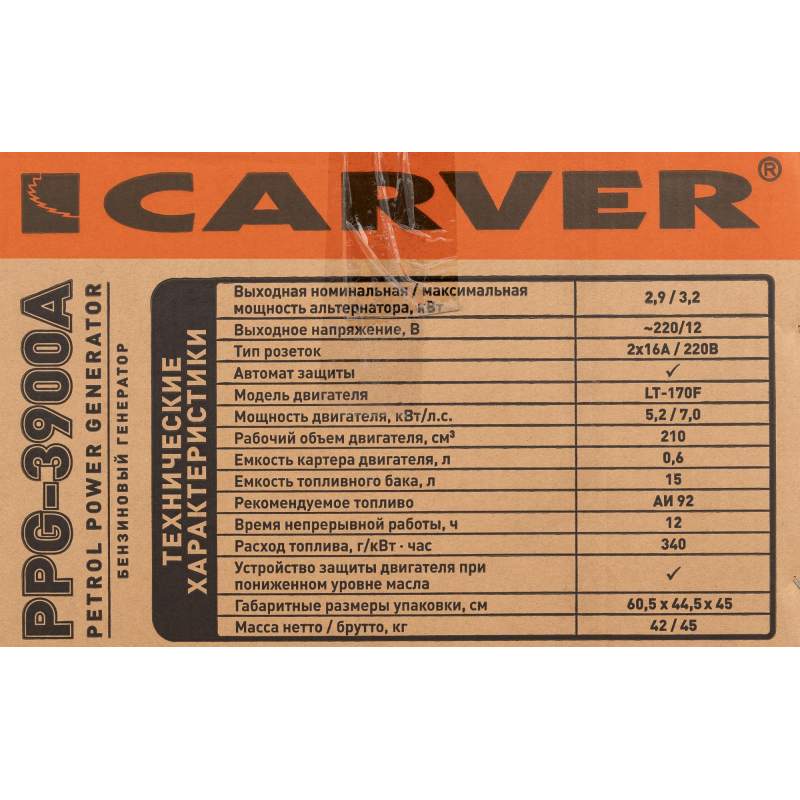 CARVER®
PPG-3900A
PETROL POWER GENERATOR
БЕНЗИНОВЫЙ ГЕНЕРАТОР
ТЕХНИЧЕСКИЕ
ХАРАКТЕРИСТИКИ
Выходная номинальная / максимальная
мощность альтернатора, кВт 2,9 / 3,2
Выходное напряжение, В ~220/12
Тип розеток 2x16A / 220В
Автомат защиты ✓
Модель двигателя LT-170F
Мощность двигателя, кВт/л.с. 5,2 / 7,0
Рабочий объем двигателя, см³ 210
Емкость картера двигателя, л 0,6
Емкость топливного бака, л 15
Рекомендуемое топливо АИ 92
Время непрерывной работы, ч 12
Расход топлива, г/кВт · час 340
Устройство защиты двигателя при
пониженном уровне масла ✓
Габаритные размеры упаковки, см 60,5 x 44,5 x 45
Масса нетто / брутто, кг 42 / 45